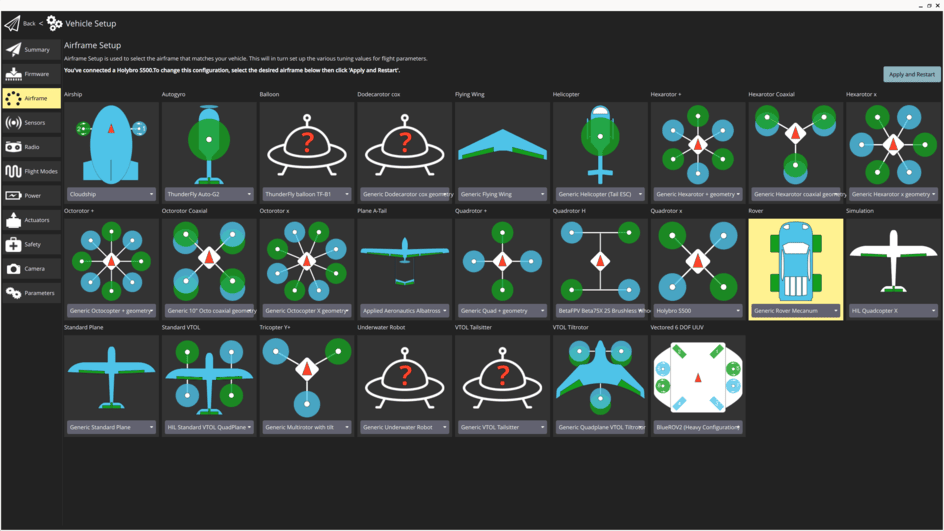 Back < Vehicle Setup
Summary
Firmware
Airframe
Sensors
Radio
Flight Modes
Power
Actuators
Safety
Camera
Parameters
Airframe Setup
Airframe Setup is used to select the airframe that matches your vehicle. This will in turn set up the various tuning values for flight parameters.
You've connected a Holybro S500.To change this configuration, select the desired airframe below then click 'Apply and Restart'.
Apply and Restart
Airship Autogyro Balloon Dodecarotor cox Flying Wing Helicopter Hexarotor + Hexarotor Coaxial Hexarotor x
Cloudship ThunderFly Auto-G2 ThunderFly balloon TF-B1 Generic Dodecarotor cox geometry Generic Flying Wing Generic Helicopter (Tail ESC) Generic Hexarotor + geometry Generic Hexarotor coaxial geometry Generic Hexarotor x geometry
Octorotor + Octorotor Coaxial Octorotor x Plane A-Tail Quadrotor + Quadrotor H Quadrotor x Rover Simulation
Generic Octocopter + geometry Generic 10" Octo coaxial geometry Generic Octocopter X geometry Applied Aeronautics Albatross Generic Quad + geometry BetaFPV Beta75X 2S Brushless Whoo Holybro S500 Generic Rover Mecanum HIL Quadcopter X
Standard Plane Standard VTOL Tricopter Y+ Underwater Robot VTOL Tailsitter VTOL Tiltrotor Vectored 6 DOF UUV
Generic Standard Plane HIL Standard VTOL QuadPlane Generic Multirotor with tilt Generic Underwater Robot Generic VTOL Tailsitter Generic Quadplane VTOL Tiltrotor BlueROV2 (Heavy Configuration)